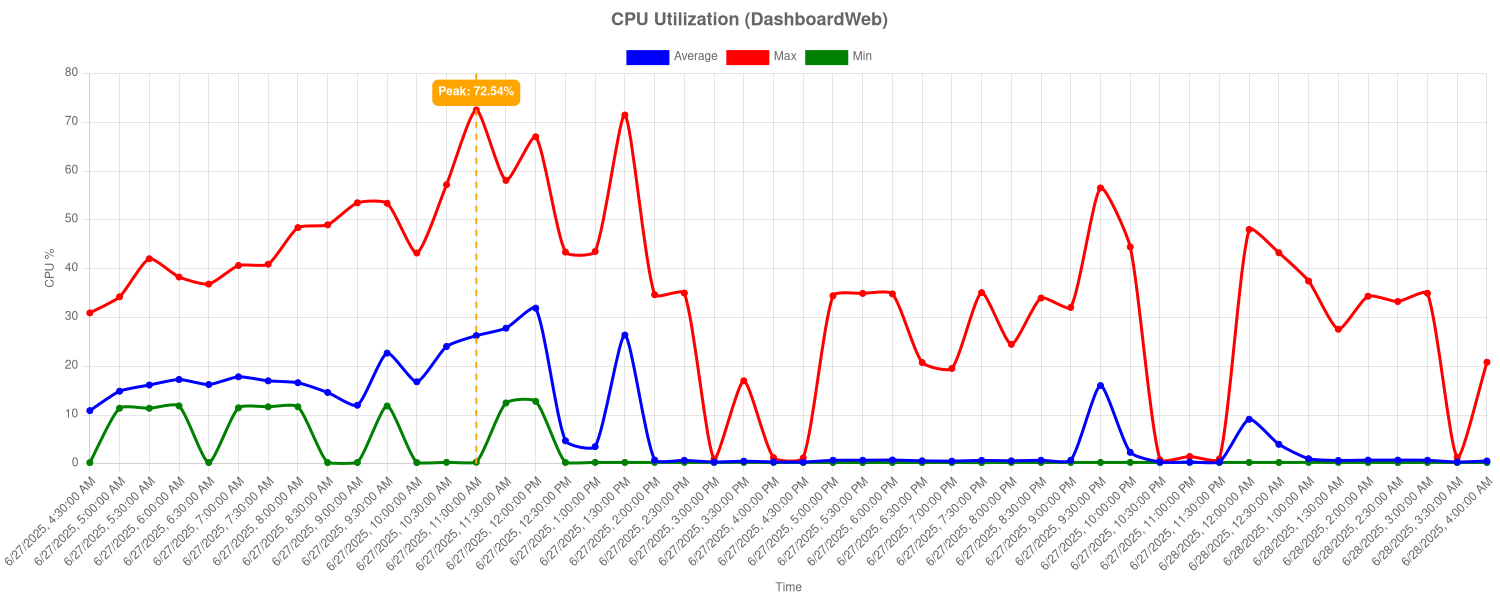 CPU Utilization (DashboardWeb)
Average Max Min
Peak: 72.54%
80
70
60
50
40
30
20
10
0
CPU %
6/27/2025, 4:30:00 AM
6/27/2025, 5:00:00 AM
6/27/2025, 5:30:00 AM
6/27/2025, 6:00:00 AM
6/27/2025, 6:30:00 AM
6/27/2025, 7:00:00 AM
6/27/2025, 7:30:00 AM
6/27/2025, 8:00:00 AM
6/27/2025, 8:30:00 AM
6/27/2025, 9:00:00 AM
6/27/2025, 9:30:00 AM
6/27/2025, 10:00:00 AM
6/27/2025, 10:30:00 AM
6/27/2025, 11:00:00 AM
6/27/2025, 11:30:00 AM
6/27/2025, 12:00:00 PM
6/27/2025, 12:30:00 PM
6/27/2025, 1:00:00 PM
6/27/2025, 1:30:00 PM
6/27/2025, 2:00:00 PM
6/27/2025, 2:30:00 PM
6/27/2025, 3:00:00 PM
6/27/2025, 3:30:00 PM
6/27/2025, 4:00:00 PM
6/27/2025, 4:30:00 PM
6/27/2025, 5:00:00 PM
6/27/2025, 5:30:00 PM
6/27/2025, 6:00:00 PM
6/27/2025, 6:30:00 PM
6/27/2025, 7:00:00 PM
6/27/2025, 7:30:00 PM
6/27/2025, 8:00:00 PM
6/27/2025, 8:30:00 PM
6/27/2025, 9:00:00 PM
6/27/2025, 9:30:00 PM
6/27/2025, 10:00:00 PM
6/27/2025, 10:30:00 PM
6/27/2025, 11:00:00 PM
6/27/2025, 11:30:00 PM
6/28/2025, 12:00:00 AM
6/28/2025, 12:30:00 AM
6/28/2025, 1:00:00 AM
6/28/2025, 1:30:00 AM
6/28/2025, 2:00:00 AM
6/28/2025, 2:30:00 AM
6/28/2025, 3:00:00 AM
6/28/2025, 3:30:00 AM
6/28/2025, 4:00:00 AM
Time